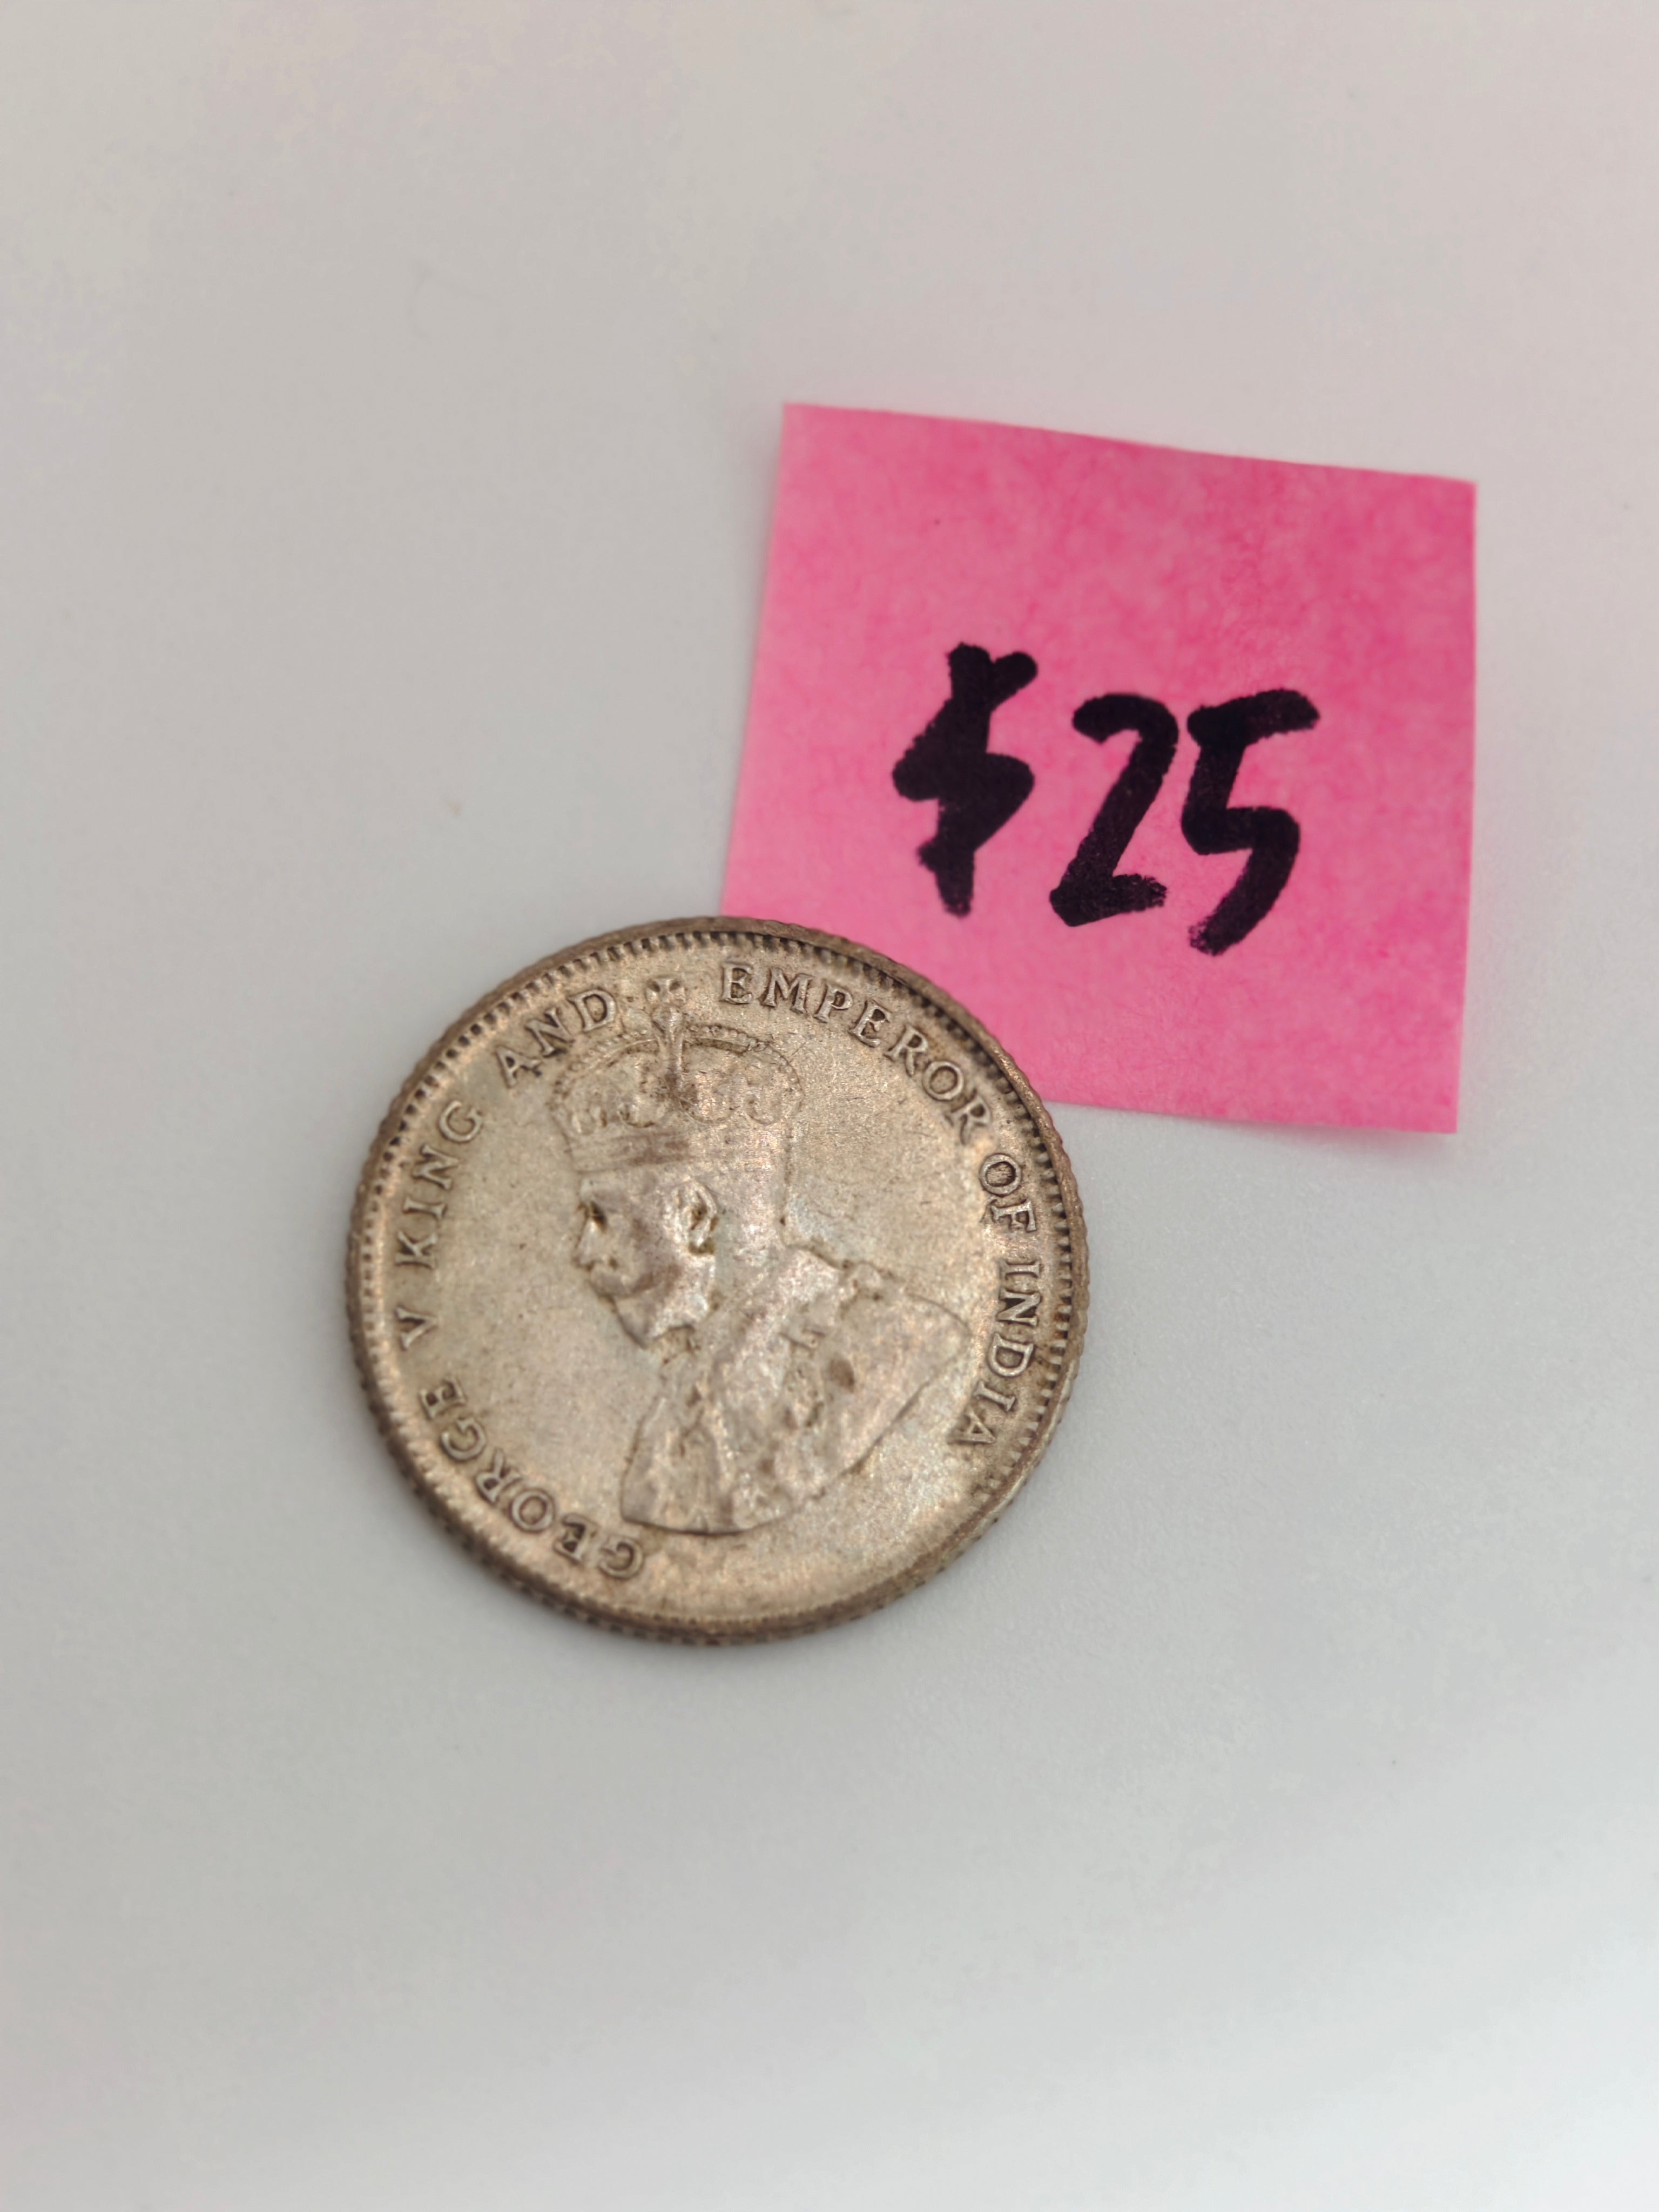 $25
GEORGE V KING AND EMPEROR OF INDIA